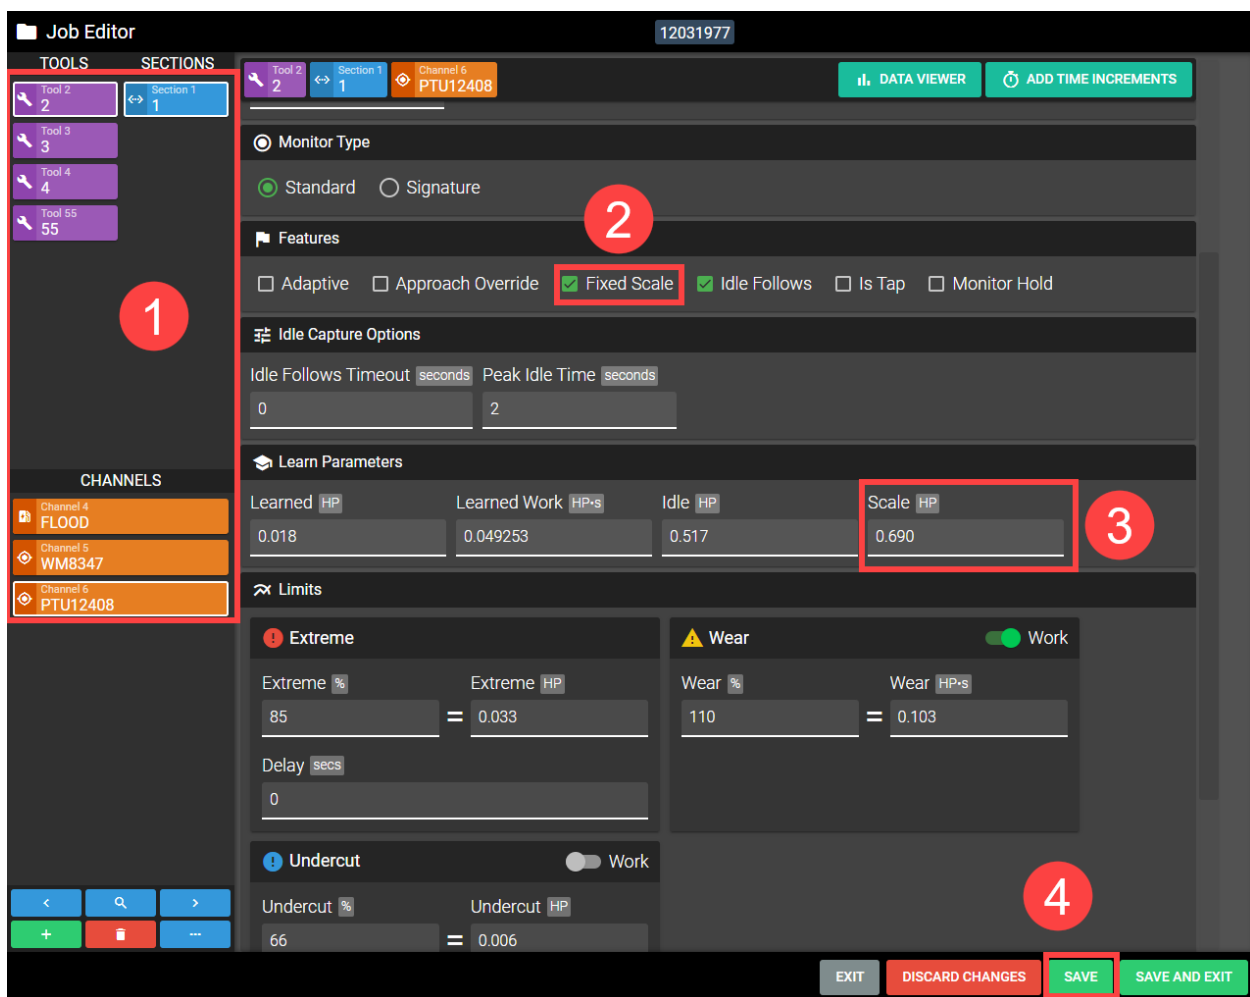 Job Editor
12031977
TOOLS SECTIONS
Tool 2
2
Section 1
1
Tool 3
3
Tool 4
4
Tool 55
55
1
CHANNELS
Channel 4
FLOOD
Channel 5
WM8347
Channel 6
PTU12408
< >
+ ...
Tool 2
2
Section 1
1
Channel 6
PTU12408
DATA VIEWER
ADD TIME INCREMENTS
Monitor Type
Standard Signature
2
Features
Adaptive Approach Override Fixed Scale Idle Follows Is Tap Monitor Hold
Idle Capture Options
Idle Follows Timeout seconds Peak Idle Time seconds
0 2
Learn Parameters
Learned HP Learned Work HP•s Idle HP Scale HP
0.018 0.049253 0.517 0.690
3
Limits
Extreme
Extreme % Extreme HP
85 = 0.033
Delay secs
0
Wear Work
Wear % Wear HP•s
110 = 0.103
Undercut Work
Undercut % Undercut HP
66 = 0.006
4
EXIT DISCARD CHANGES SAVE SAVE AND EXIT